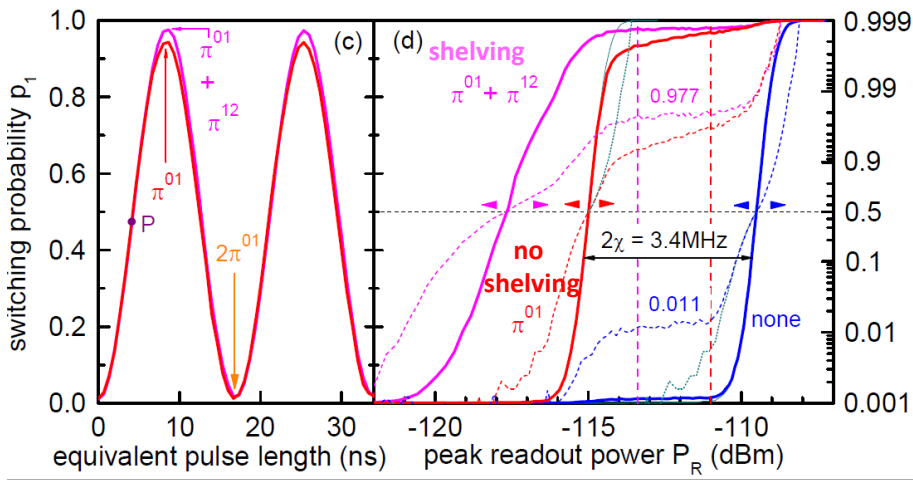 switching probability p₁
1.0
0.8
0.6
0.4
0.2
0.0
(c)
π⁰¹
+
π¹²
π⁰¹
P
2π⁰¹
0
10
20
30
equivalent pulse length (ns)
(d)
shelving
π⁰¹ + π¹²
0.977
no
shelving
π⁰¹
2χ = 3.4MHz
0.011
none
-120
-115
-110
peak readout power P_R (dBm)
0.999
0.99
0.9
0.5
0.1
0.01
0.001